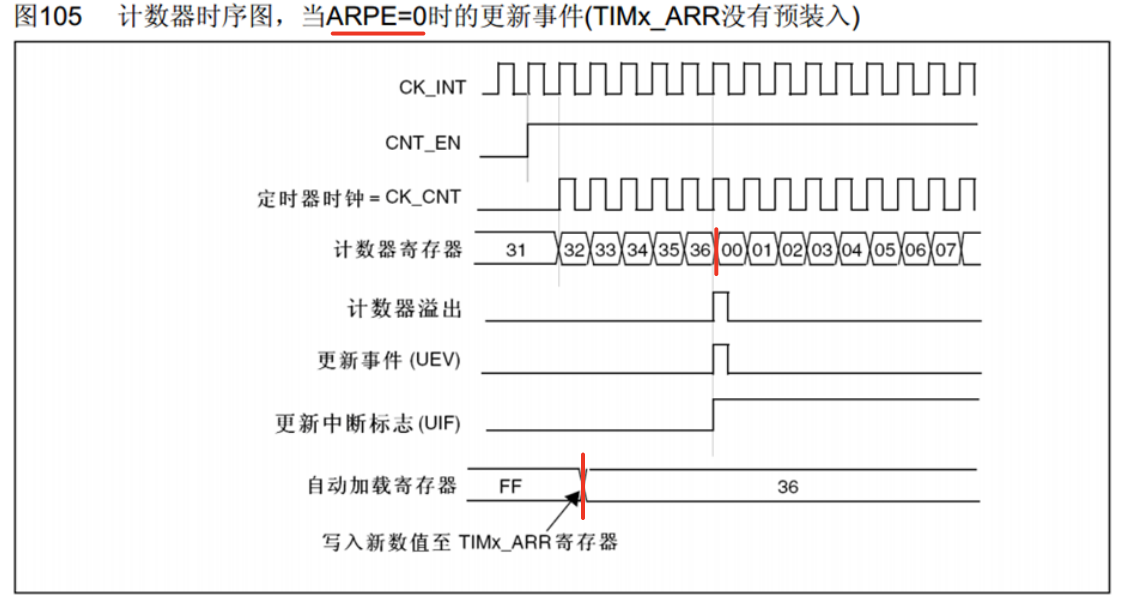 图105 计数器时序图，当ARPE=0时的更新事件(TIMx_ARR没有预装入)
CK_INT
CNT_EN
定时器时钟 = CK_CNT
计数器寄存器 31 32 33 34 35 36 00 01 02 03 04 05 06 07
计数器溢出
更新事件 (UEV)
更新中断标志 (UIF)
自动加载寄存器 FF 36
写入新数值至 TIMx_ARR 寄存器